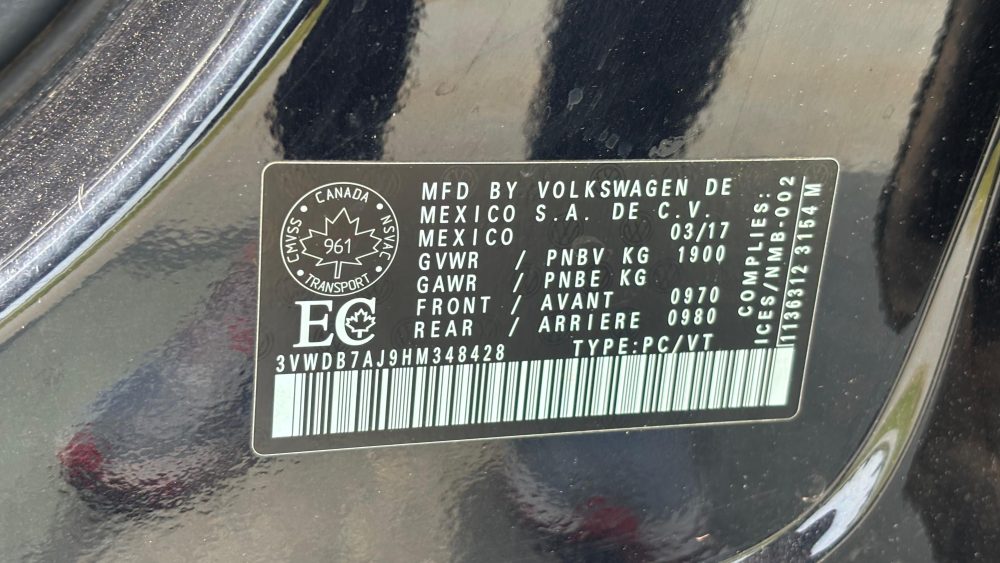 CANADA
CMVSS NSVAC
961
TRANSPORT
EC
MFD BY VOLKSWAGEN DE
MEXICO S.A. DE C.V.
MEXICO 03/17
GVWR / PNBV KG 1900
GAWR / PNBE KG
FRONT / AVANT 0970
REAR / ARRIERE 0980
3VWDB7AJ9HM348428 TYPE:PC/VT
COMPLIES:
ICES/NMB-002
1136312 3154 M